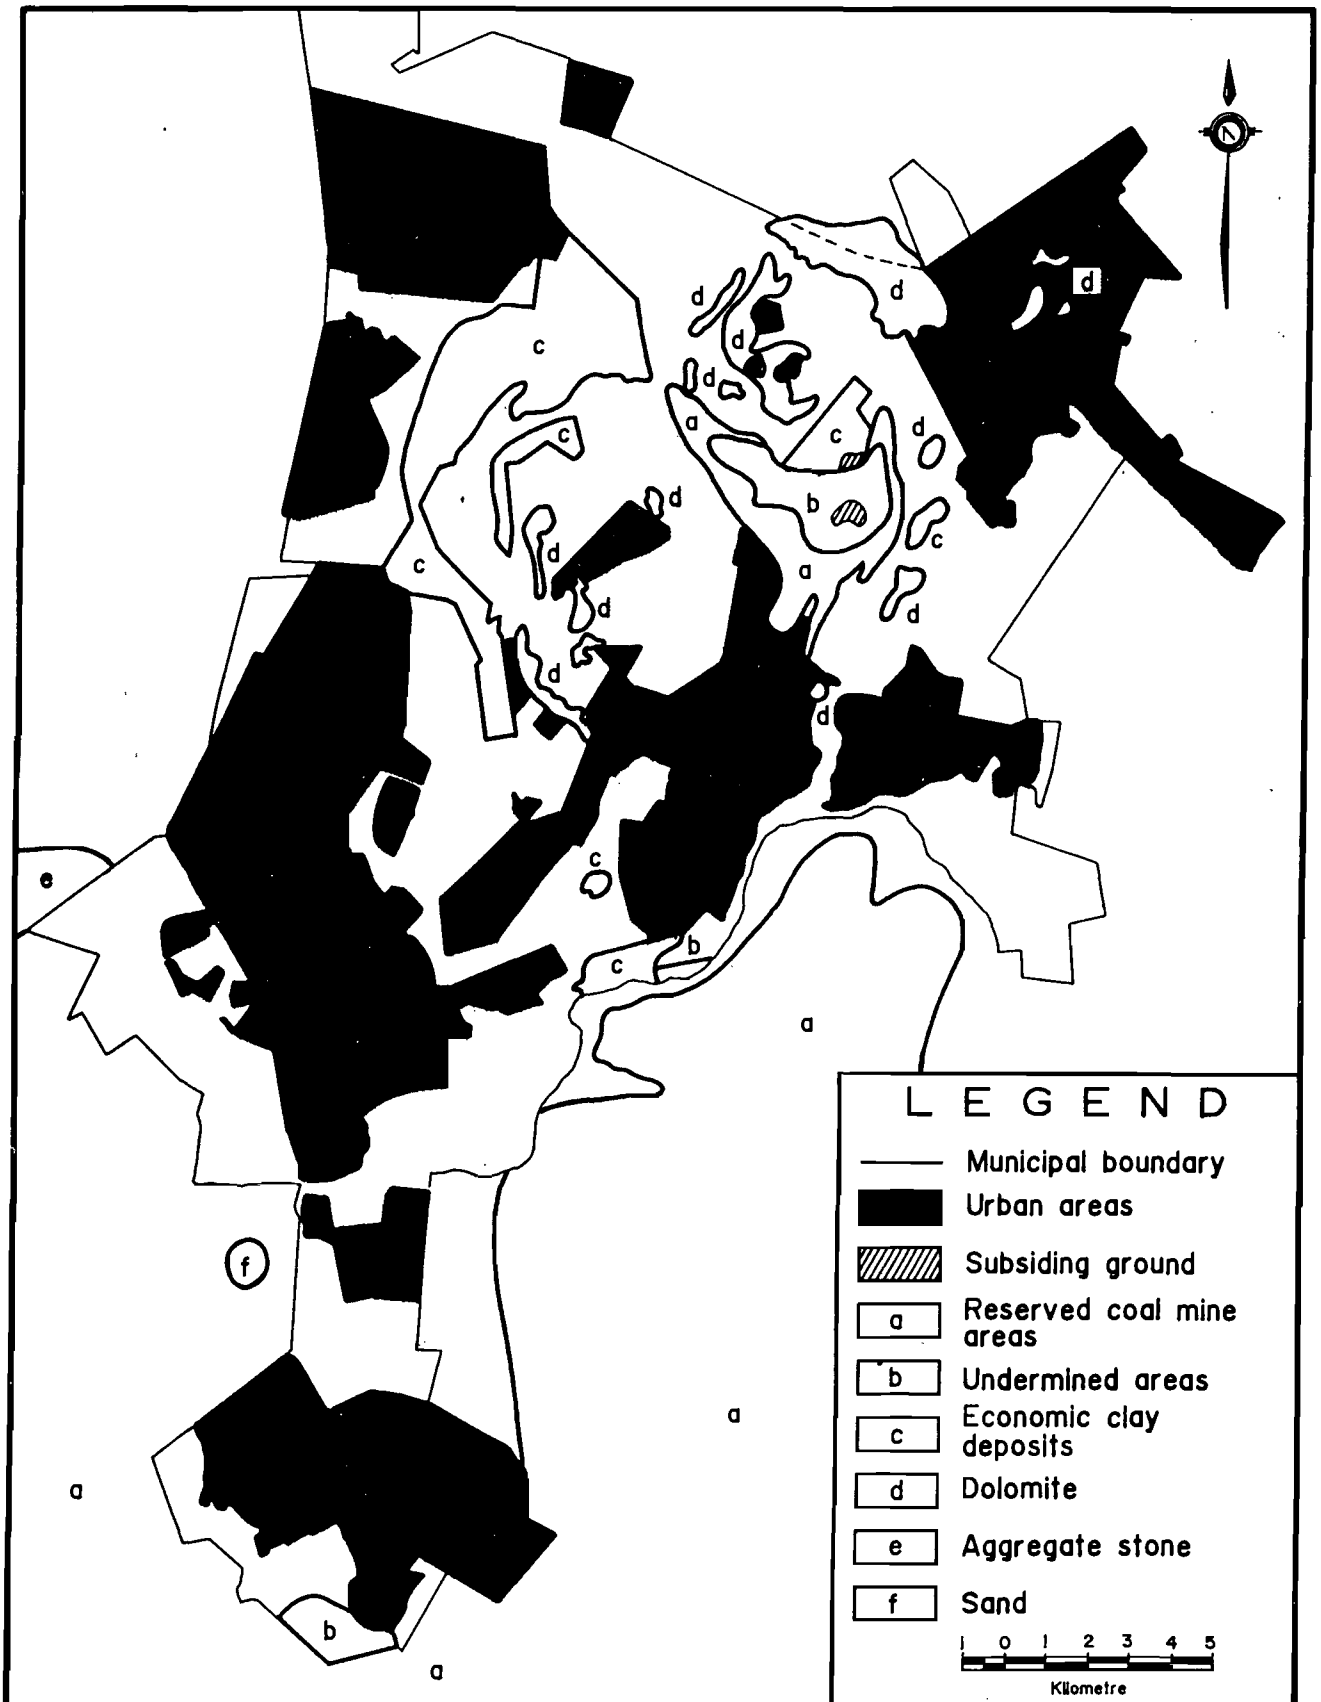 N
d
d
d
d
c
d
a
c
c
d
b
d
c
d
c
a
d
d
d
d
c
e
b
c
a
f
a
a
b
a
LEGEND
Municipal boundary
Urban areas
Subsiding ground
a Reserved coal mine
areas
b Undermined areas
c Economic clay
deposits
d Dolomite
e Aggregate stone
f Sand
1 0 1 2 3 4 5
Kilometre